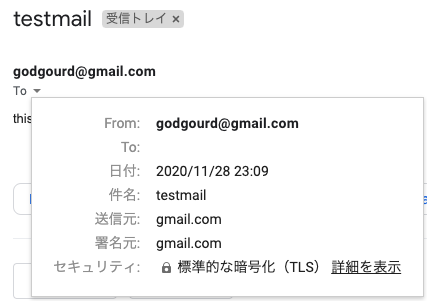 testmail 受信トレイ ×
godgourd@gmail.com
To
this
From: godgourd@gmail.com
To:
日付: 2020/11/28 23:09
件名: testmail
送信元: gmail.com
署名元: gmail.com
セキュリティ: 標準的な暗号化（TLS） 詳細を表示